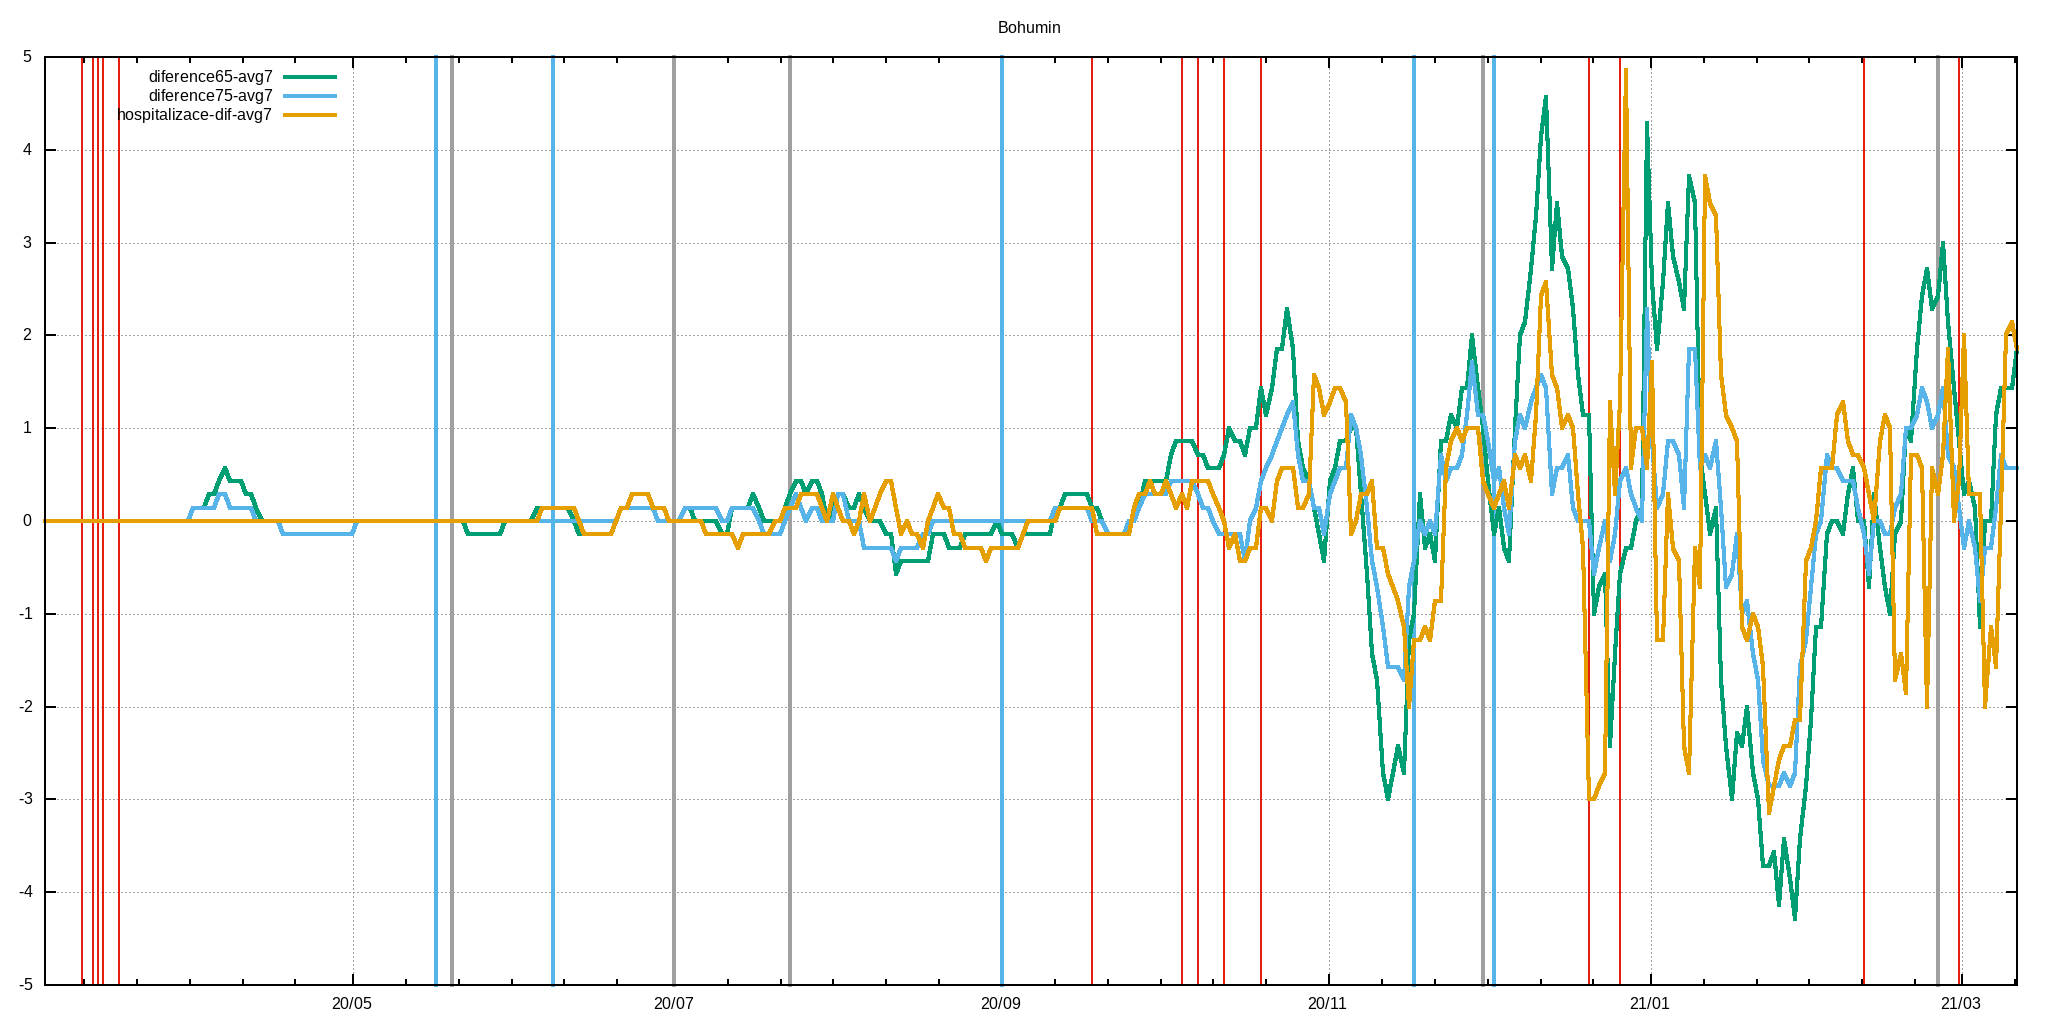 Bohumin
diference65-avg7
diference75-avg7
hospitalizace-dif-avg7
5
4
3
2
1
0
-1
-2
-3
-4
-5
20/05 20/07 20/09 20/11 21/01 21/03